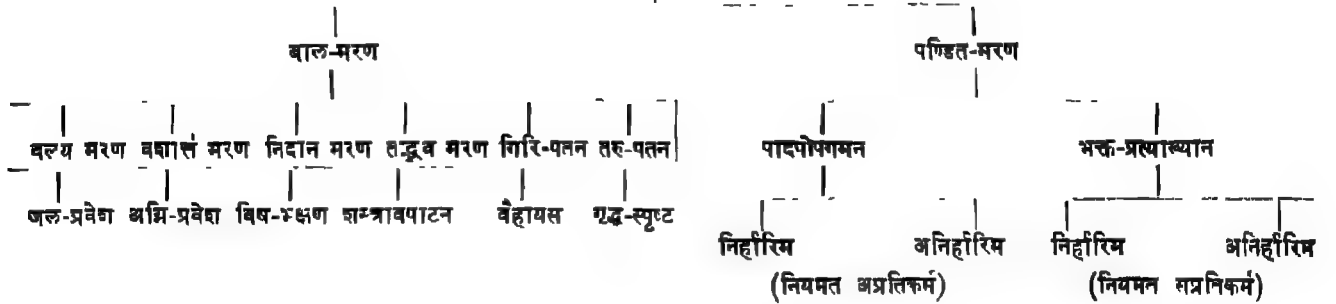 बाल-मरण पण्डित-मरण
वलय मरण वशार्त्त मरण निदान मरण तद्भव मरण गिरि-पतन तरु-पतन पादपोपगमन भक्त-प्रत्याख्यान
जल-प्रवेश अग्नि-प्रवेश विष-भक्षण शस्त्रावपाटन वैहायस गृद्ध-स्पृष्ट
निर्हारिम अनिर्हारिम निर्हारिम अनिर्हारिम
(नियमत अप्रतिकर्म) (नियमत सप्रतिकर्म)